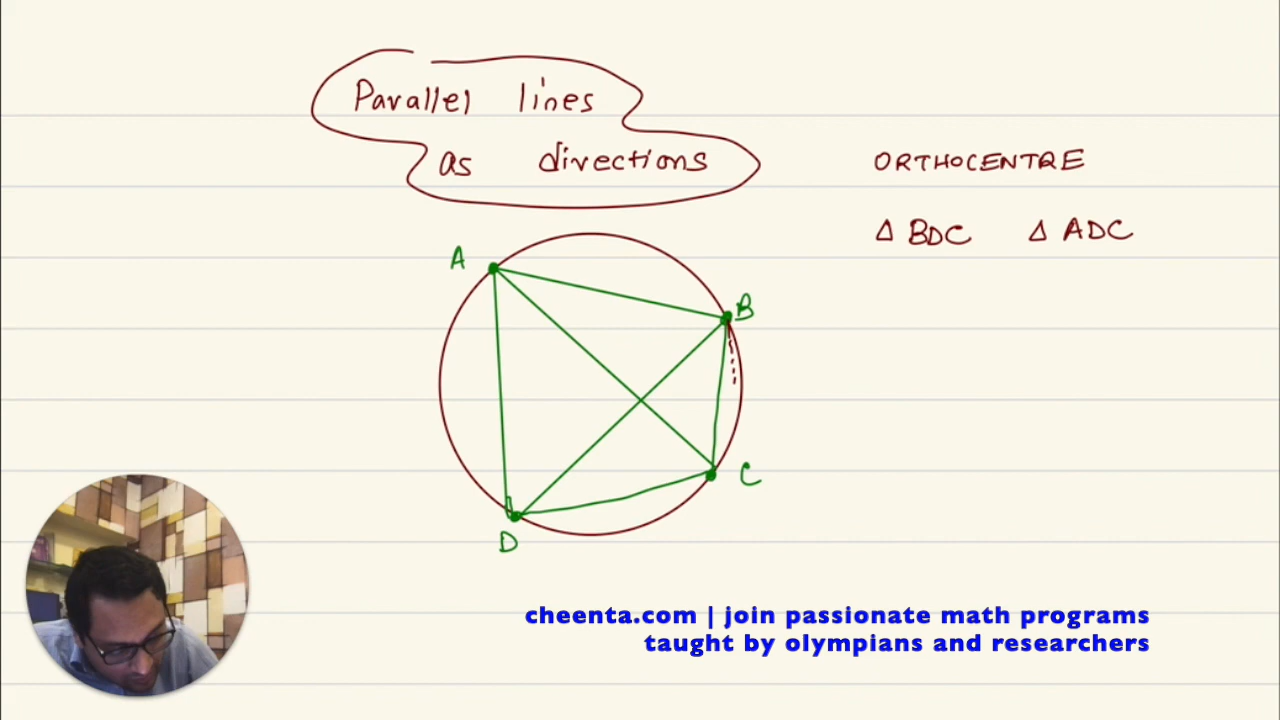 Parallel lines
as directions
ORTHOCENTRE
Δ BDC Δ ADC
A
B
C
D
cheenta.com | join passionate math programs
taught by olympians and researchers